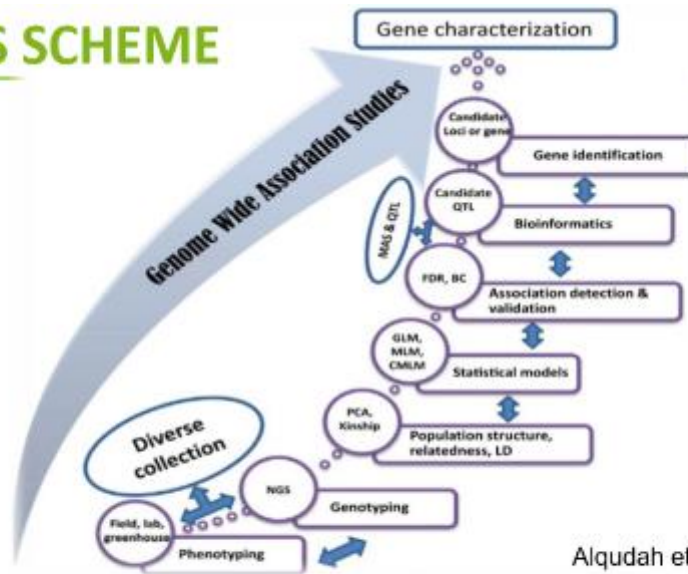 S SCHEME
Gene characterization
Genome Wide Association Studies
Candidate
Loci or gene
Gene identification
Candidate
QTL
Bioinformatics
MAS & QTL
FDR, BC
Association detection &
validation
GLM,
MLM,
CMLM
Statistical models
PCA,
Kinship
Population structure,
relatedness, LD
Diverse
collection
NGS
Genotyping
Field, lab,
greenhouse
Phenotyping
Alqudah et